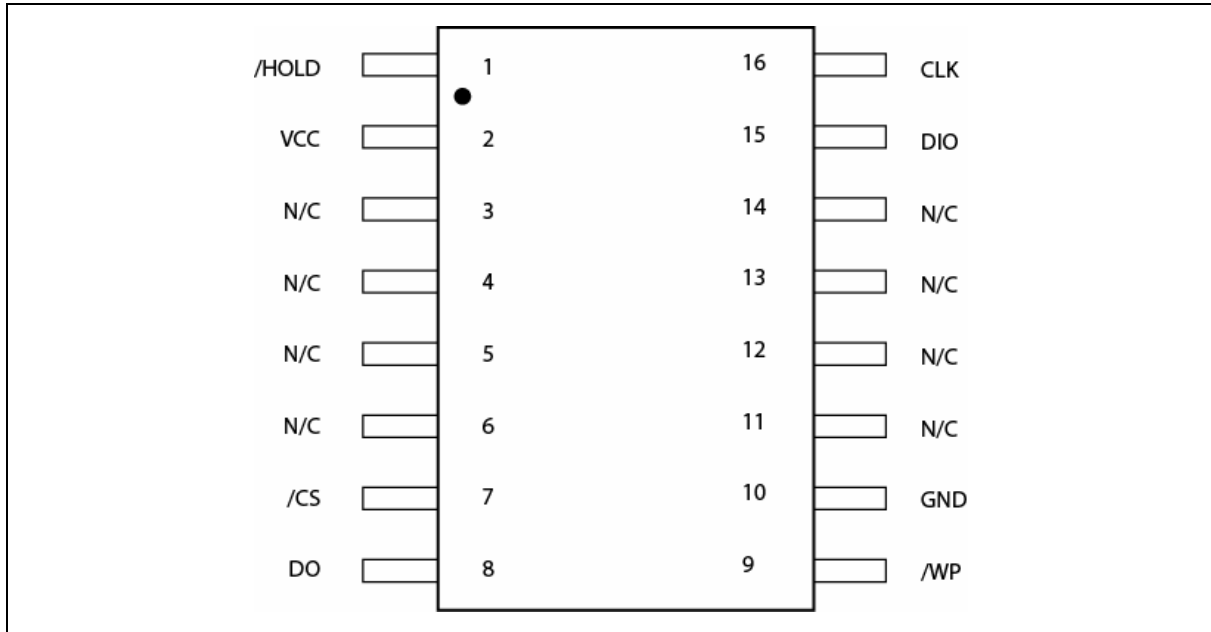 /HOLD 1 16 CLK
VCC 2 15 DIO
N/C 3 14 N/C
N/C 4 13 N/C
N/C 5 12 N/C
N/C 6 11 N/C
/CS 7 10 GND
DO 8 9 /WP